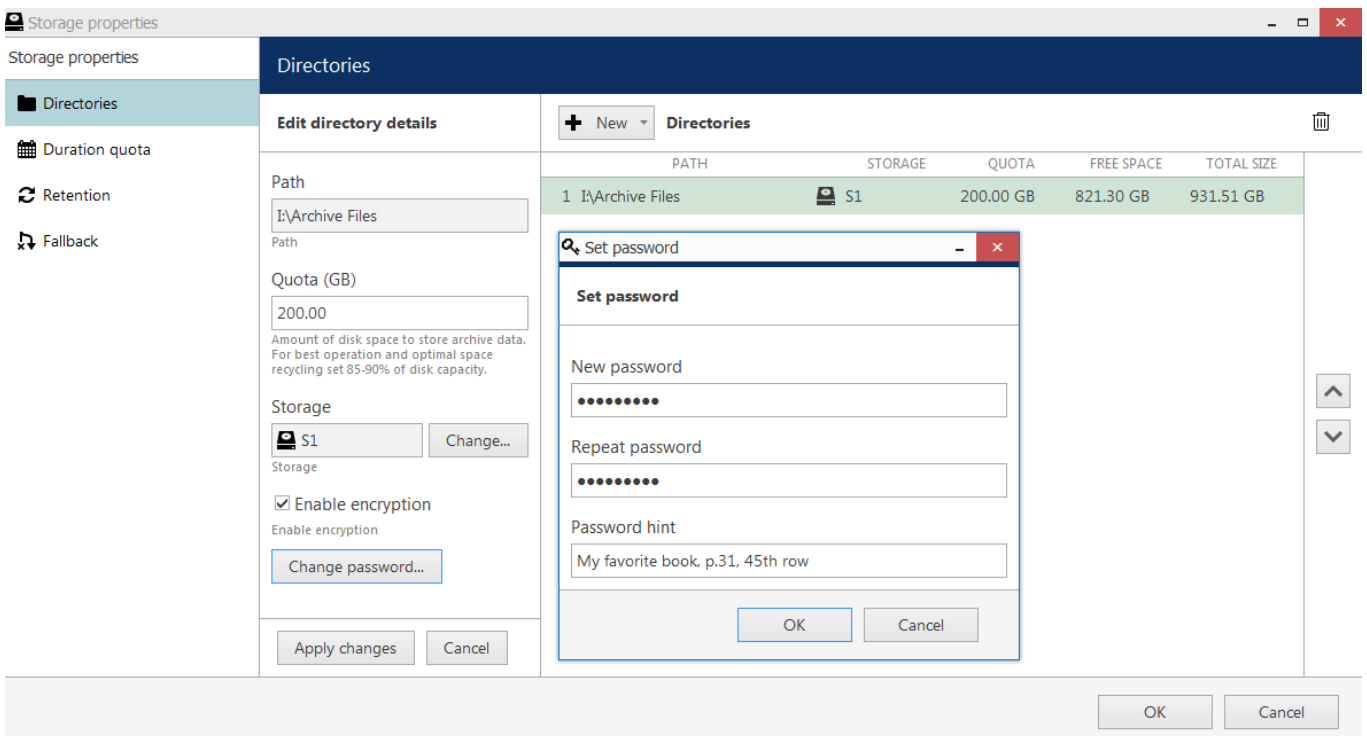 Storage properties
Storage properties
Directories
Duration quota
Retention
Fallback
Directories
Edit directory details
Path
I:\Archive Files
Path
Quota (GB)
200.00
Amount of disk space to store archive data.
For best operation and optimal space
recycling set 85-90% of disk capacity.
Storage
S1
Change...
Storage
Enable encryption
Enable encryption
Change password...
Apply changes
Cancel
New
Directories
PATH STORAGE QUOTA FREE SPACE TOTAL SIZE
1 I:\Archive Files S1 200.00 GB 821.30 GB 931.51 GB
Set password
Set password
New password
•••••••••
Repeat password
•••••••••
Password hint
My favorite book, p.31, 45th row
OK Cancel
OK Cancel